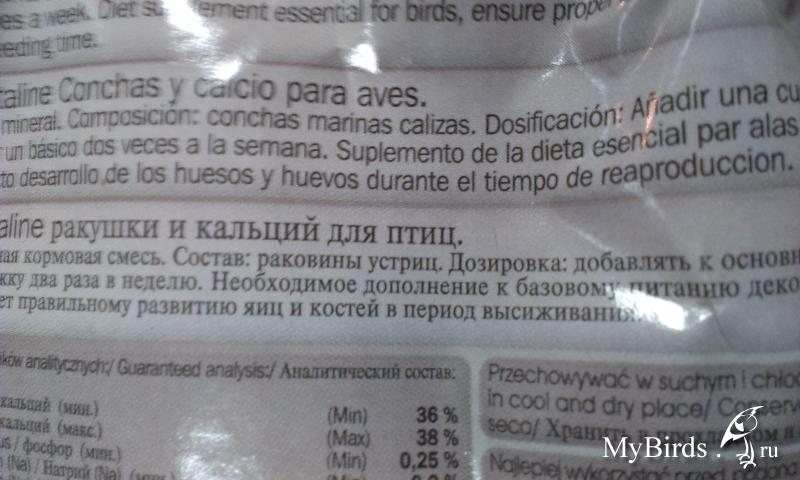 es a week. Diet supplement essential for birds, ensure proper
eeding time.
taline Conchas y calcio para aves.
mineral. Composición: conchas marinas calizas. Dosificación: Añadir una cu
un básico dos veces a la semana. Suplemento de la dieta esencial par alas
to desarrollo de los huesos y huevos durante el tiempo de reaproduccion.
aline ракушки и кальций для птиц.
ная кормовая смесь. Состав: раковины устриц. Дозировка: добавлять к основн
жку два раза в неделю. Необходимое дополнение к базовому питанию деко
ет правильному развитию яиц и костей в период высиживания.
ików analitycznych:/ Guaranteed analysis:/ Аналитический состав:
кальций (мин.) (Min) 36 %
кальций (макс.) (Max) 38 %
us / фосфор (мин.) (Min) 0,25 %
(Na) / Натрий (Na)
Przechowywać w suchym i chło
in cool and dry place/ Conserv
seco/ Хранить в
Najlepiej wykorzystać przed
MyBirds.ru